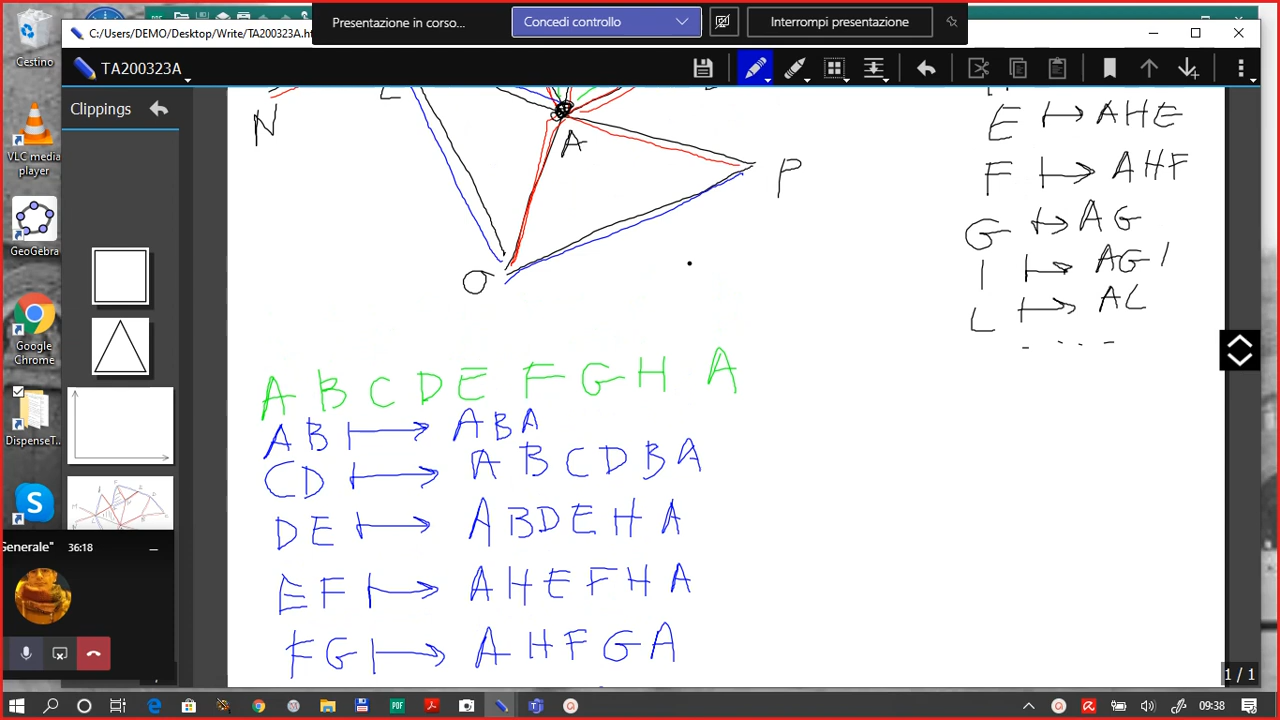 Cestino
VLC media player
GeoGebra
Google Chrome
DispenseT...
Skype
Presentazione in corso...
Concedi controllo
Interrompi presentazione
C:/Users/DEMO/Desktop/Write/TA200323A.ht
TA200323A
Clippings
Generale"
36:18
N
L
A
P
O
E ↦ AHE
F ↦ AHF
G ↦ AG
I ↦ AGI
L ↦ AL
- . . . -
A B C D E F G H A
AB ↦ ABA
CD ↦ ABCDBA
DE ↦ ABDEHA
EF ↦ AHEFHA
FG ↦ AHFGA
1 / 1
09:38